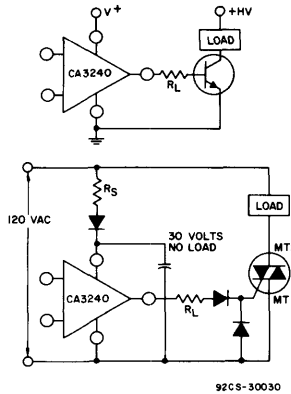 V+
+HV
LOAD
CA3240
RL
RS
120 VAC
30 VOLTS
NO LOAD
LOAD
MT
CA3240
RL
MT
92CS-30030